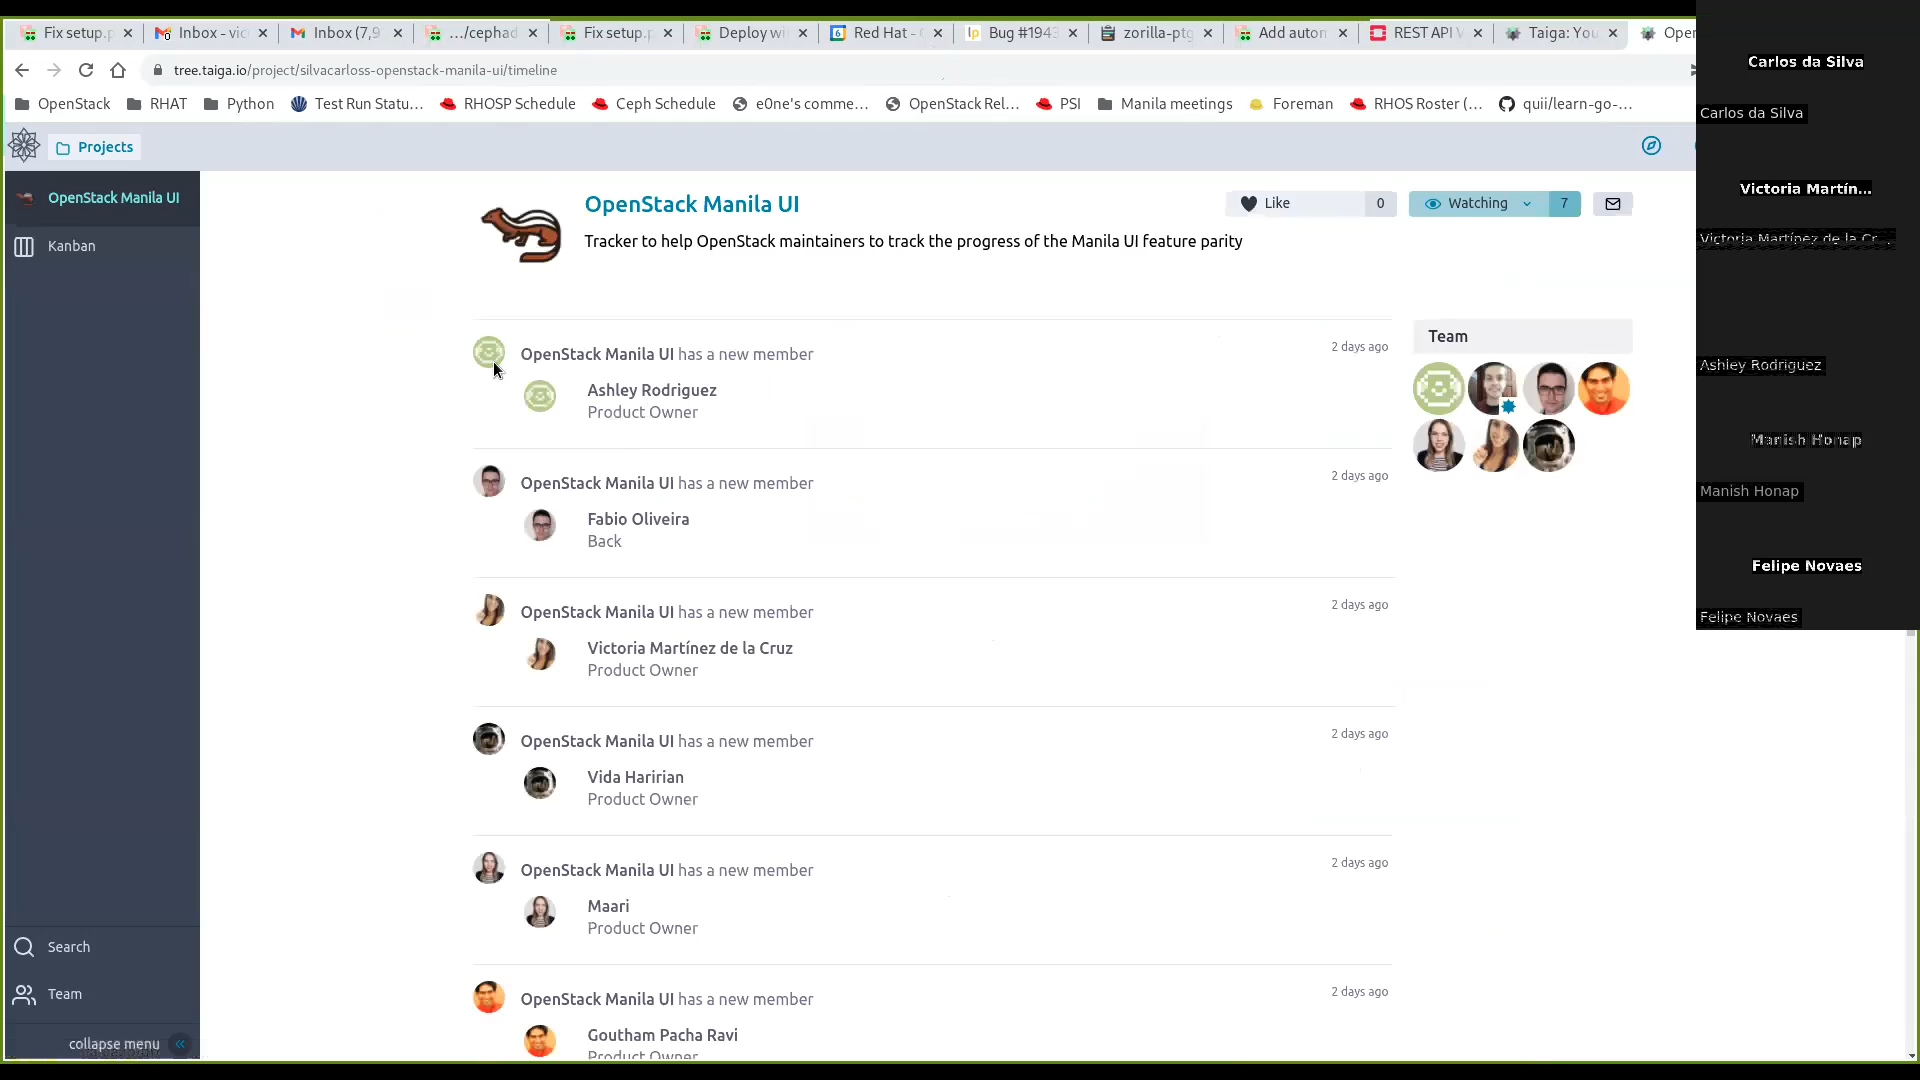 Fix setup.p
Inbox - vic
Inbox (7,9
.../cephad
Fix setup.p
Deploy wi
Red Hat -
Bug #1943
zorilla-ptg
Add auton
REST API V
Taiga: You
Open
tree.taiga.io/project/silvacarloss-openstack-manila-ui/timeline
OpenStack
RHAT
Python
Test Run Statu...
RHOSP Schedule
Ceph Schedule
e0ne's comme...
OpenStack Rel...
PSI
Manila meetings
Foreman
RHOS Roster (...
quii/learn-go-...
Projects
OpenStack Manila UI
Kanban
Search
Team
collapse menu
OpenStack Manila UI
Like
0
Watching
7
Tracker to help OpenStack maintainers to track the progress of the Manila UI feature parity
OpenStack Manila UI has a new member
2 days ago
Ashley Rodriguez
Product Owner
OpenStack Manila UI has a new member
2 days ago
Fabio Oliveira
Back
OpenStack Manila UI has a new member
2 days ago
Victoria Martínez de la Cruz
Product Owner
OpenStack Manila UI has a new member
2 days ago
Vida Haririan
Product Owner
OpenStack Manila UI has a new member
2 days ago
Maari
Product Owner
OpenStack Manila UI has a new member
2 days ago
Goutham Pacha Ravi
Product Owner
Team
Carlos da Silva
Carlos da Silva
Victoria Martín...
Victoria Martínez de la Cr...
Ashley Rodriguez
Manish Honap
Manish Honap
Felipe Novaes
Felipe Novaes